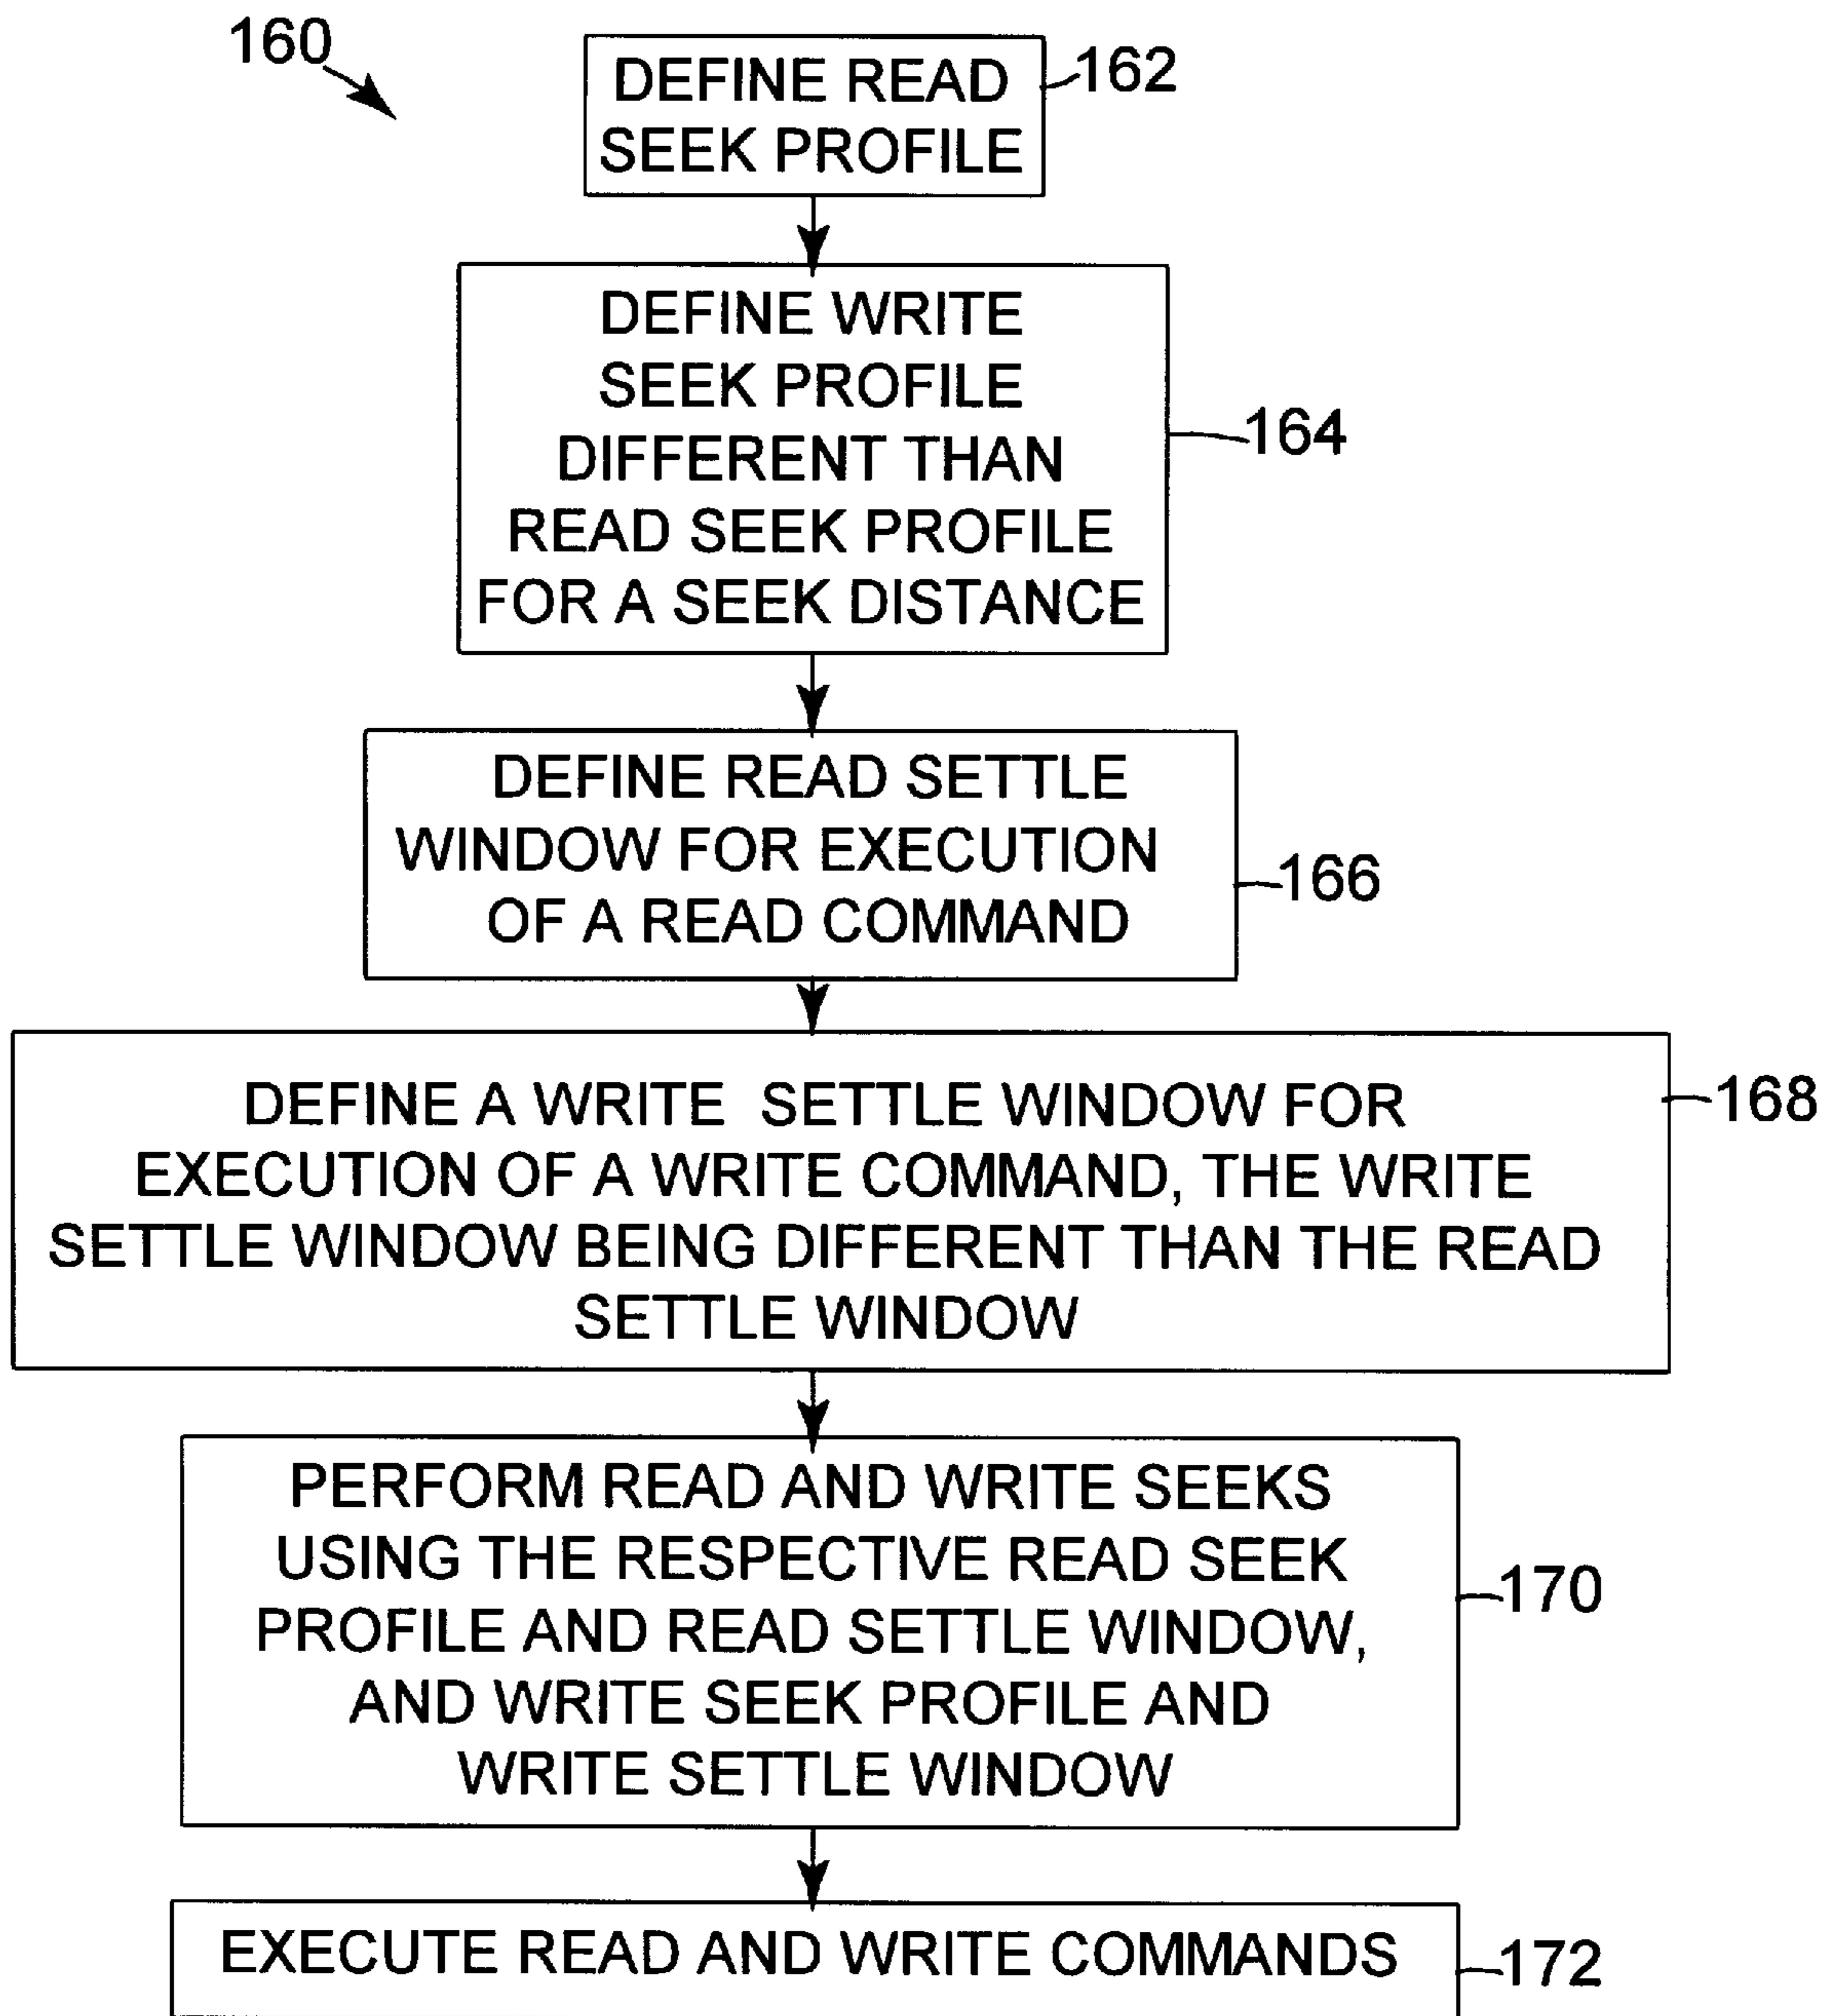 160
DEFINE READ
SEEK PROFILE
162
DEFINE WRITE
SEEK PROFILE
DIFFERENT THAN
READ SEEK PROFILE
FOR A SEEK DISTANCE
164
DEFINE READ SETTLE
WINDOW FOR EXECUTION
OF A READ COMMAND
166
DEFINE A WRITE SETTLE WINDOW FOR
EXECUTION OF A WRITE COMMAND, THE WRITE
SETTLE WINDOW BEING DIFFERENT THAN THE READ
SETTLE WINDOW
168
PERFORM READ AND WRITE SEEKS
USING THE RESPECTIVE READ SEEK
PROFILE AND READ SETTLE WINDOW,
AND WRITE SEEK PROFILE AND
WRITE SETTLE WINDOW
170
EXECUTE READ AND WRITE COMMANDS
172